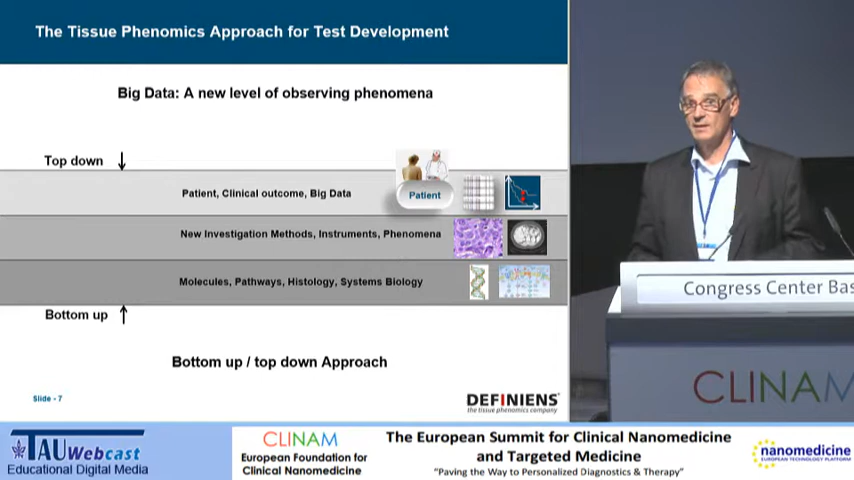 The Tissue Phenomics Approach for Test Development
Big Data: A new level of observing phenomena
Top down
Patient, Clinical outcome, Big Data
Patient
New Investigation Methods, Instruments, Phenomena
Molecules, Pathways, Histology, Systems Biology
Bottom up
Bottom up / top down Approach
Slide - 7
DEFINIENS
the tissue phenomics company
Congress Center Bas
CLINAM
TAU Webcast
Educational Digital Media
CLINAM
European Foundation for
Clinical Nanomedicine
The European Summit for Clinical Nanomedicine
and Targeted Medicine
"Paving the Way to Personalized Diagnostics & Therapy"
nanomedicine
EUROPEAN TECHNOLOGY PLATFORM